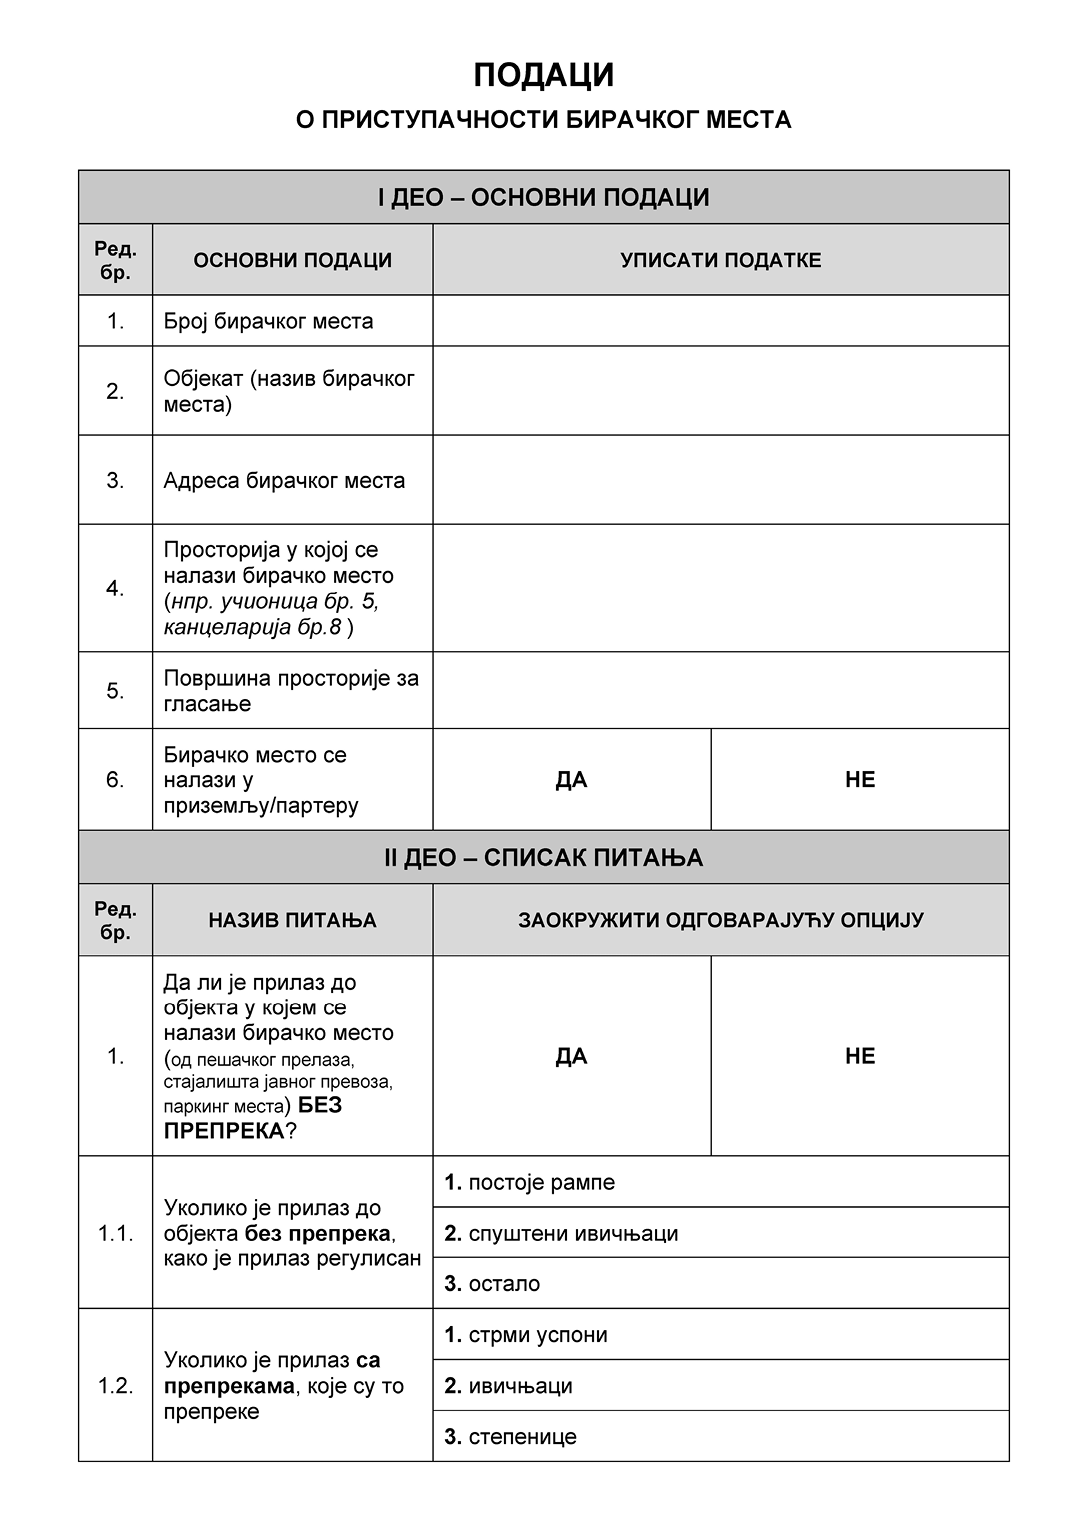 ПОДАЦИ
О ПРИСТУПАЧНОСТИ БИРАЧКОГ МЕСТА
I ДЕО – ОСНОВНИ ПОДАЦИ
Ред.
бр.
ОСНОВНИ ПОДАЦИ
УПИСАТИ ПОДАТКЕ
1.
Број бирачког места
2.
Објекат (назив бирачког
места)
3.
Адреса бирачког места
4.
Просторија у којој се
налази бирачко место
(нпр. учионица бр. 5,
канцеларија бр.8 )
5.
Површина просторије за
гласање
6.
Бирачко место се
налази у
приземљу/партеру
ДА
НЕ
II ДЕО – СПИСАК ПИТАЊА
Ред.
бр.
НАЗИВ ПИТАЊА
ЗАОКРУЖИТИ ОДГОВАРАЈУЋУ ОПЦИЈУ
1.
Да ли је прилаз до
објекта у којем се
налази бирачко место
(од пешачког прелаза,
стајалишта јавног превоза,
паркинг места) БЕЗ
ПРЕПРЕКА?
ДА
НЕ
1.1.
Уколико је прилаз до
објекта без препрека,
како је прилаз регулисан
1. постоје рампе
2. спуштени ивичњаци
3. остало
1.2.
Уколико је прилаз са
препрекама, које су то
препреке
1. стрми успони
2. ивичњаци
3. степенице